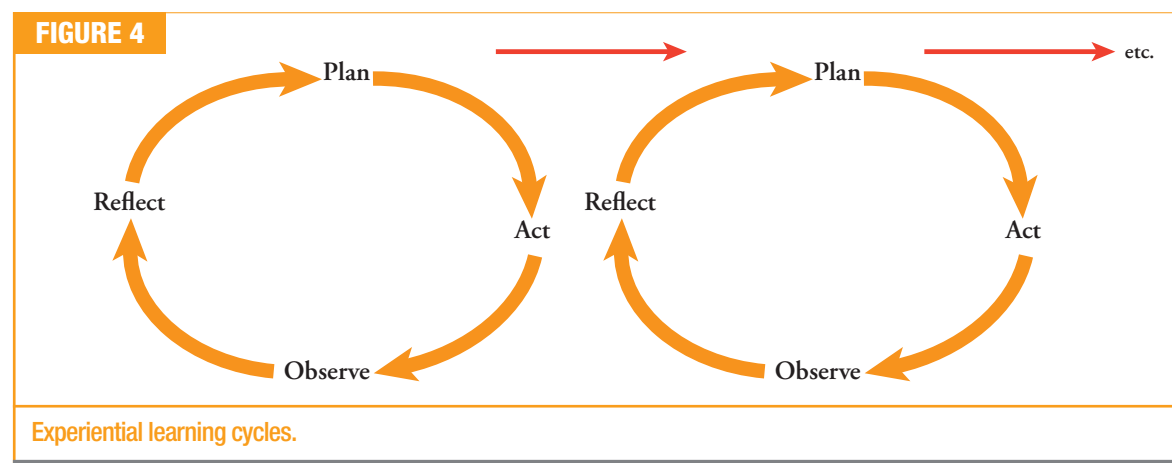 FIGURE 4
Plan
Plan
etc.
Reflect
Act
Reflect
Act
Observe
Observe
Experiential learning cycles.